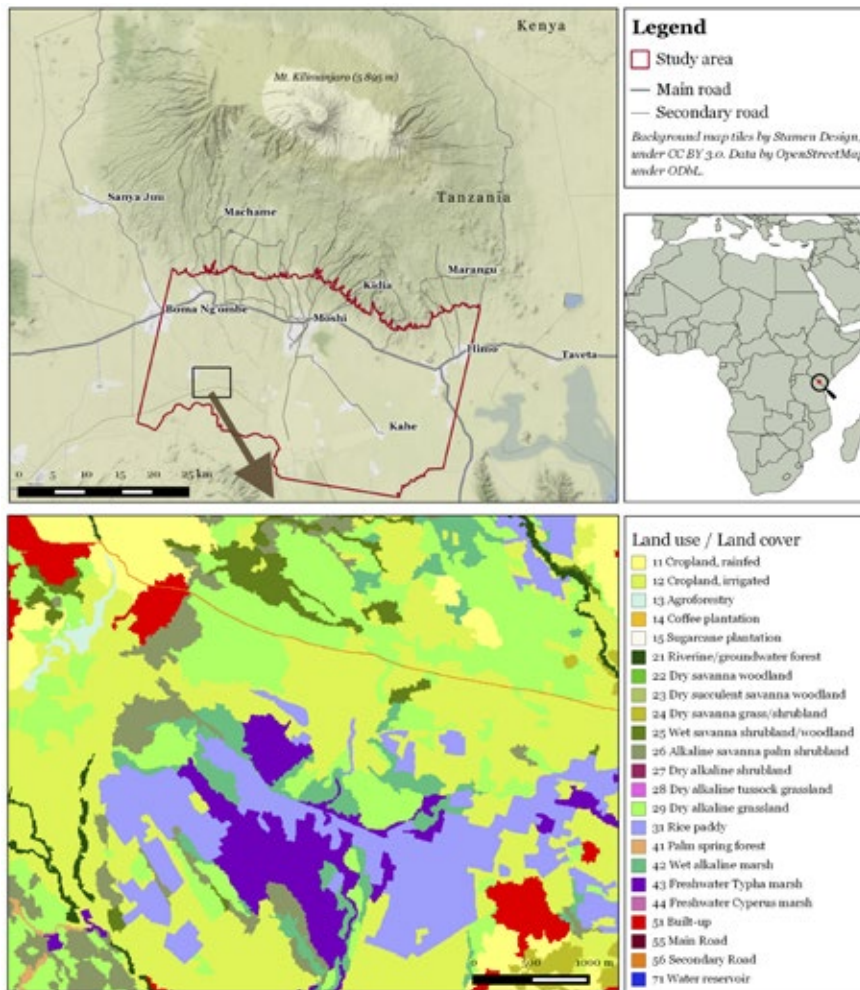 Kenya
Mt. Kilimanjaro (5 895 m)
Tanzania
Sanya Juu
Machame
Marangu
Kidia
Boma Ng'ombe
Moshi
Himo
Taveta
Kahe
0 5 10 15 20 25 km
Legend
Study area
Main road
Secondary road
Background map tiles by Stamen Design,
under CC BY 3.0. Data by OpenStreetMap
under ODbL.
0 500 1000 m
Land use / Land cover
11 Cropland, rainfed
12 Cropland, irrigated
13 Agroforestry
14 Coffee plantation
15 Sugarcane plantation
21 Riverine/groundwater forest
22 Dry savanna woodland
23 Dry succulent savanna woodland
24 Dry savanna grass/shrubland
25 Wet savanna shrubland/woodland
26 Alkaline savanna palm shrubland
27 Dry alkaline shrubland
28 Dry alkaline tussock grassland
29 Dry alkaline grassland
31 Rice paddy
41 Palm spring forest
42 Wet alkaline marsh
43 Freshwater Typha marsh
44 Freshwater Cyperus marsh
51 Built-up
55 Main Road
56 Secondary Road
71 Water reservoir